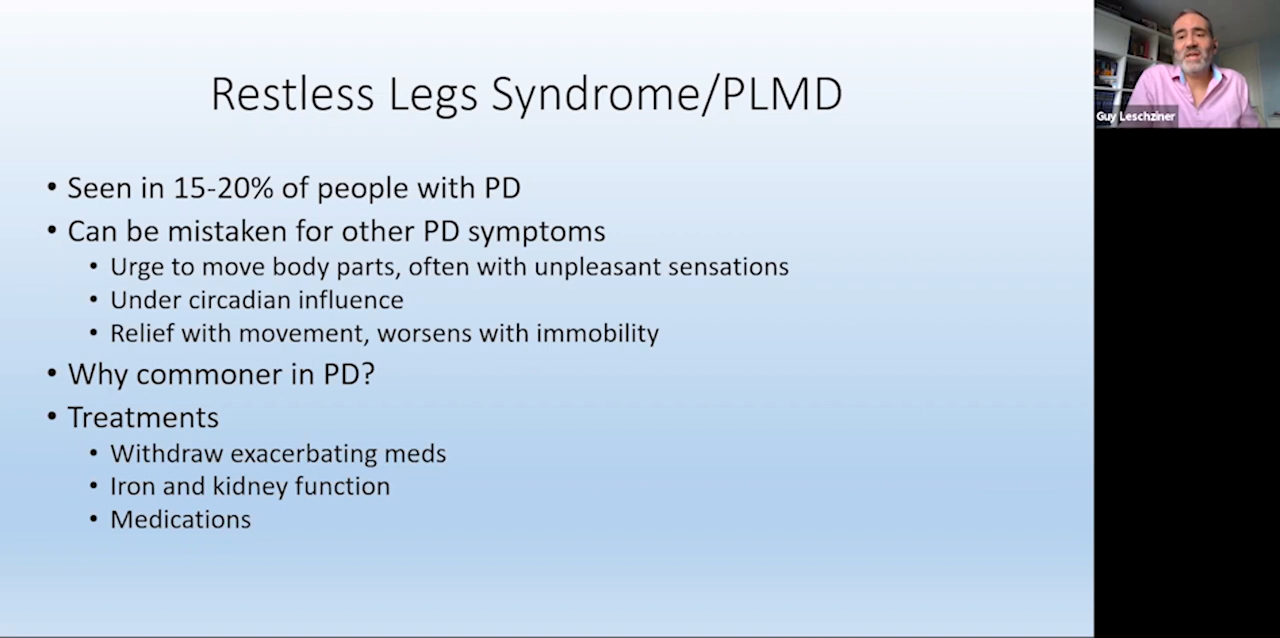 Restless Legs Syndrome/PLMD
Guy Leschziner
• Seen in 15-20% of people with PD
• Can be mistaken for other PD symptoms
• Urge to move body parts, often with unpleasant sensations
• Under circadian influence
• Relief with movement, worsens with immobility
• Why commoner in PD?
• Treatments
• Withdraw exacerbating meds
• Iron and kidney function
• Medications